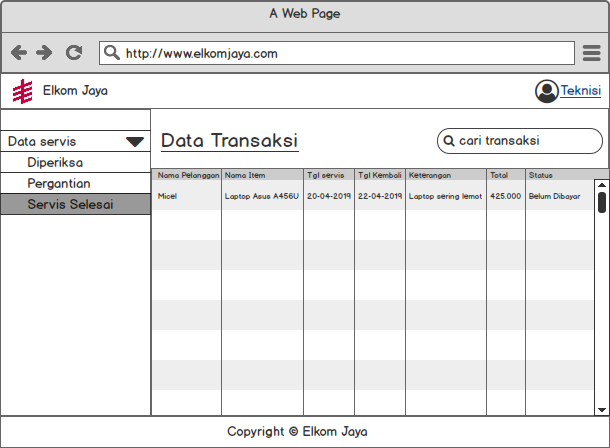 A Web Page
http://www.elkomjaya.com
Elkom Jaya
Teknisi
Data servis
Diperiksa
Pergantian
Servis Selesai
Data Transaksi
cari transaksi
Nama Pelanggan Nama Item Tgl servis Tgl Kembali Keterangan Total Status
Micel Laptop Asus A456U 20-04-2019 22-04-2019 Laptop sering lemot 425.000 Belum Dibayar
Copyright © Elkom Jaya